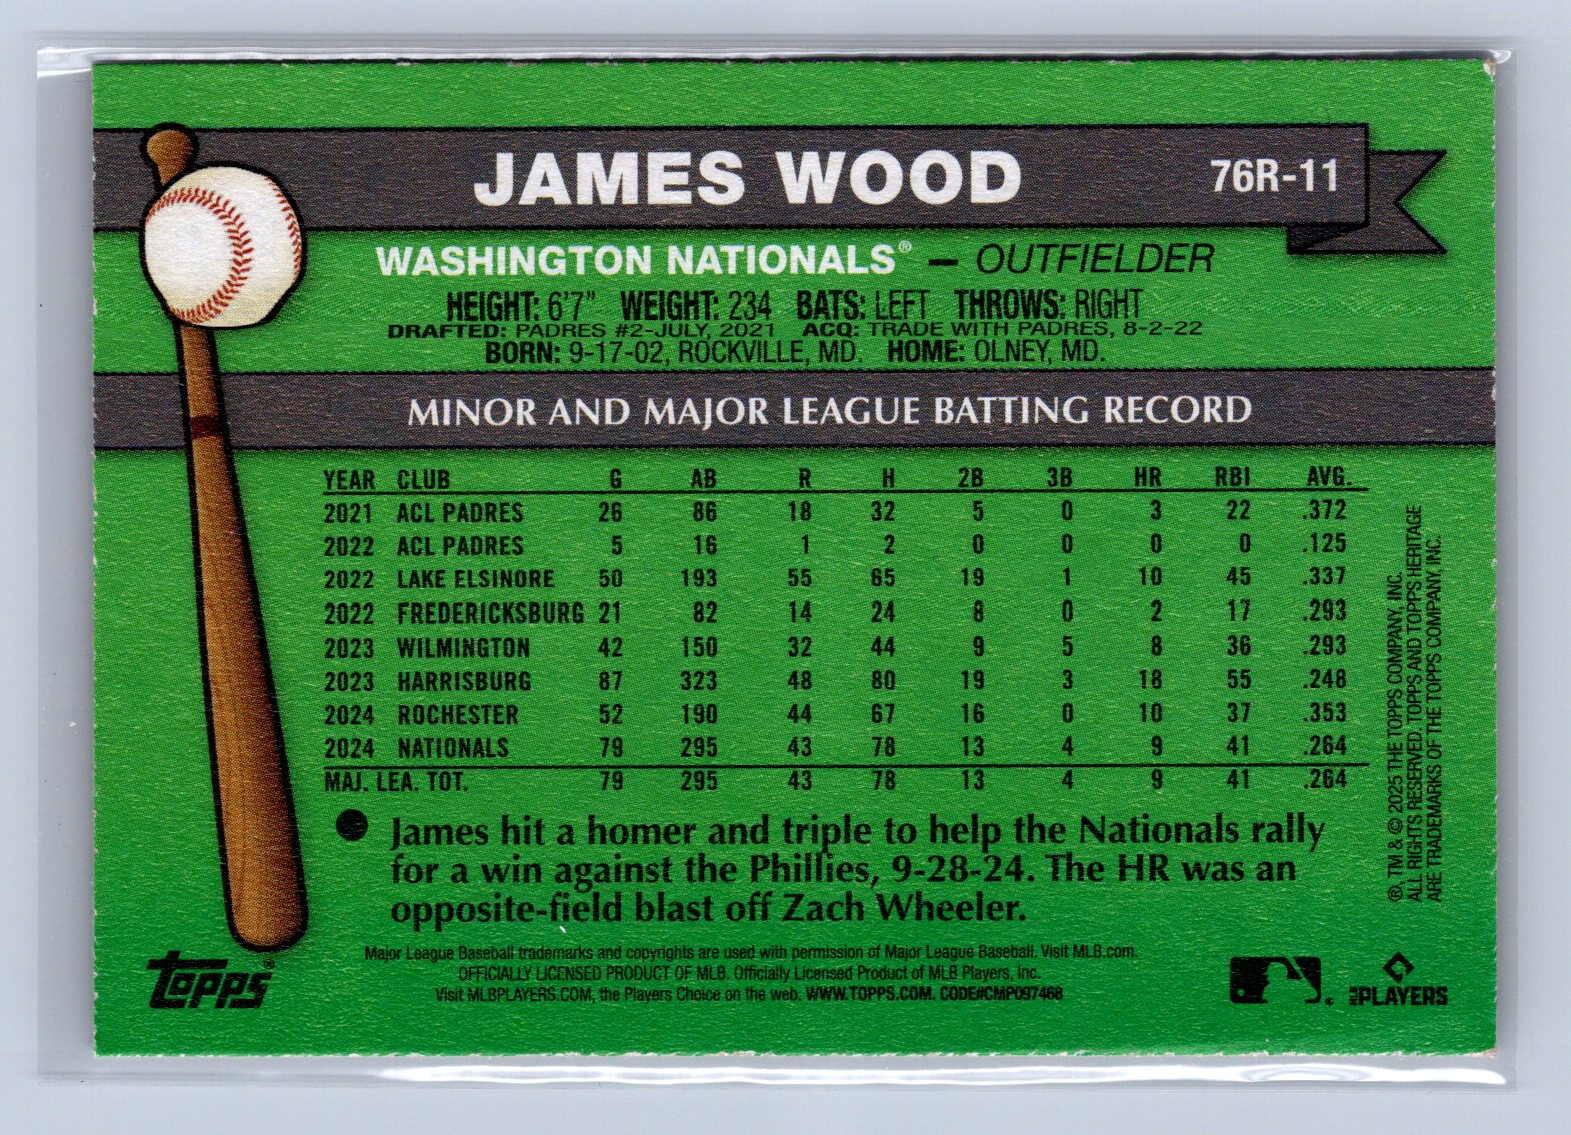 JAMES WOOD 76R-11
WASHINGTON NATIONALS® — OUTFIELDER
HEIGHT: 6'7" WEIGHT: 234 BATS: LEFT THROWS: RIGHT
DRAFTED: PADRES #2-JULY, 2021 ACQ: TRADE WITH PADRES, 8-2-22
BORN: 9-17-02, ROCKVILLE, MD. HOME: OLNEY, MD.
MINOR AND MAJOR LEAGUE BATTING RECORD
YEAR CLUB G AB R H 2B 3B HR RBI AVG.
2021 ACL PADRES 26 86 18 32 5 0 3 22 .372
2022 ACL PADRES 5 16 1 2 0 0 0 0 .125
2022 LAKE ELSINORE 50 193 55 65 19 1 10 45 .337
2022 FREDERICKSBURG 21 82 14 24 8 0 2 17 .293
2023 WILMINGTON 42 150 32 44 9 5 8 36 .293
2023 HARRISBURG 87 323 48 80 19 3 18 55 .248
2024 ROCHESTER 52 190 44 67 16 0 10 37 .353
2024 NATIONALS 79 295 43 78 13 4 9 41 .264
MAJ. LEA. TOT. 79 295 43 78 13 4 9 41 .264
● James hit a homer and triple to help the Nationals rally
for a win against the Phillies, 9-28-24. The HR was an
opposite-field blast off Zach Wheeler.
Major League Baseball trademarks and copyrights are used with permission of Major League Baseball. Visit MLB.com.
OFFICIALLY LICENSED PRODUCT OF MLB. Officially Licensed Product of MLB Players, Inc.
Visit MLBPLAYERS.COM, the Players Choice on the web. WWW.TOPPS.COM. CODE#CMP097468
topps®
MLB PLAYERS
®, TM & © 2025 THE TOPPS COMPANY, INC.
ALL RIGHTS RESERVED. TOPPS AND TOPPS HERITAGE
ARE TRADEMARKS OF THE TOPPS COMPANY, INC.